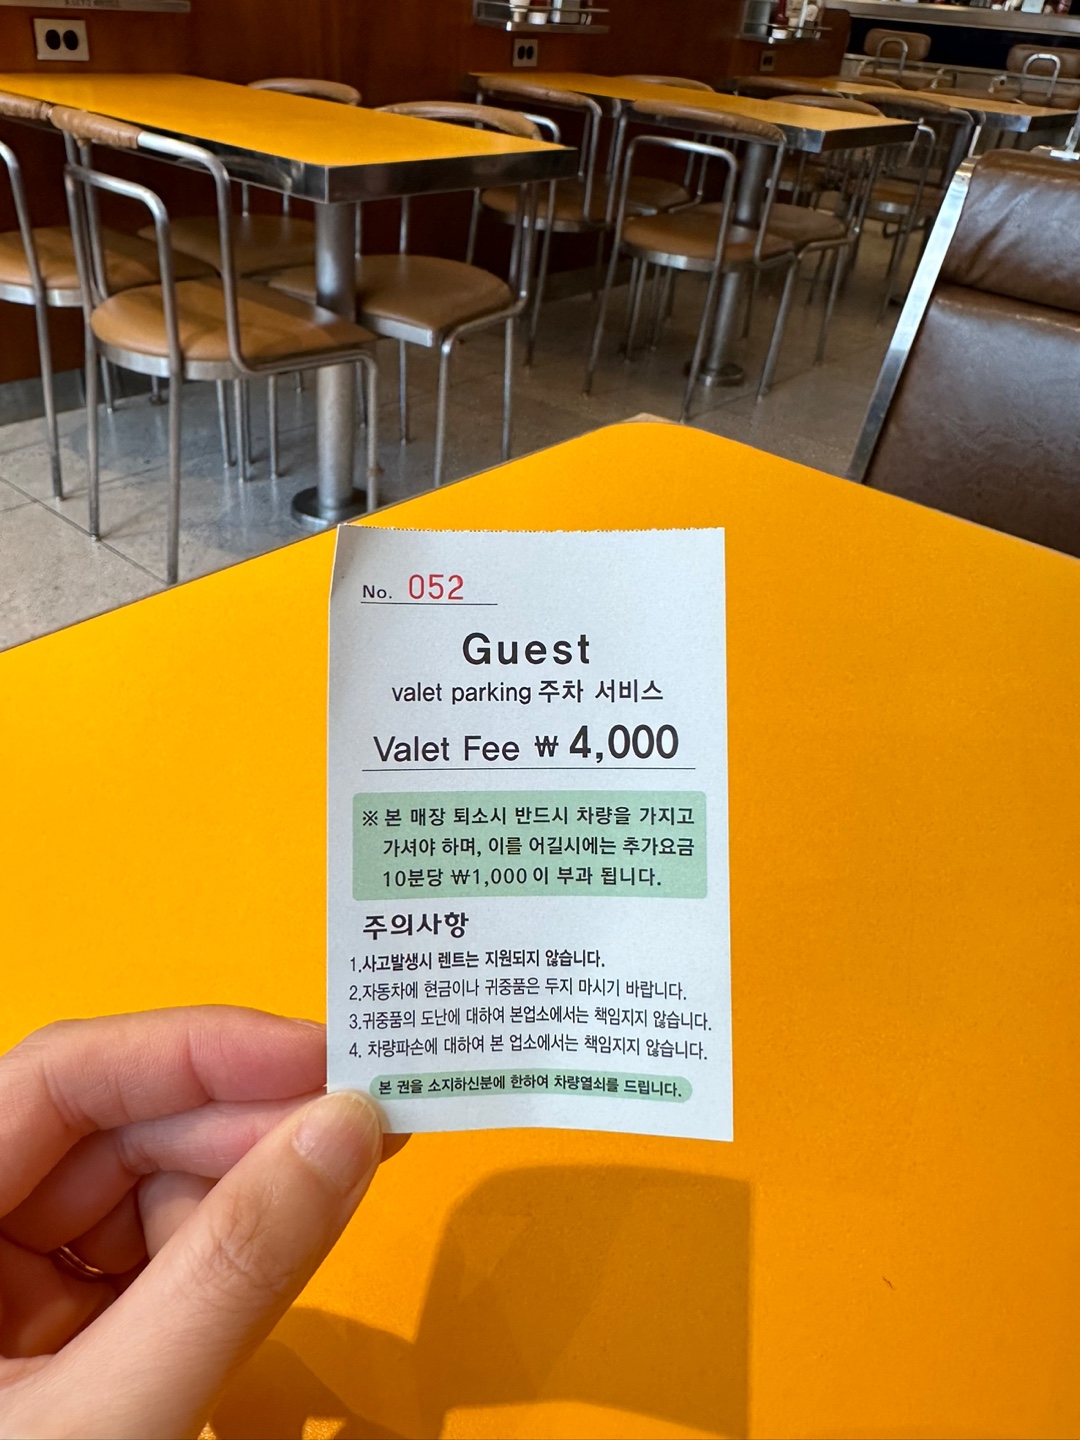 No. 052
Guest
valet parking 주차 서비스
Valet Fee ₩ 4,000
※ 본 매장 퇴소시 반드시 차량을 가지고
가셔야 하며, 이를 어길시에는 추가요금
10분당 ₩1,000 이 부과 됩니다.
주의사항
1.사고발생시 렌트는 지원되지 않습니다.
2.자동차에 현금이나 귀중품은 두지 마시기 바랍니다.
3.귀중품의 도난에 대하여 본업소에서는 책임지지 않습니다.
4. 차량파손에 대하여 본 업소에서는 책임지지 않습니다.
본 권을 소지하신분에 한하여 차량열쇠를 드립니다.